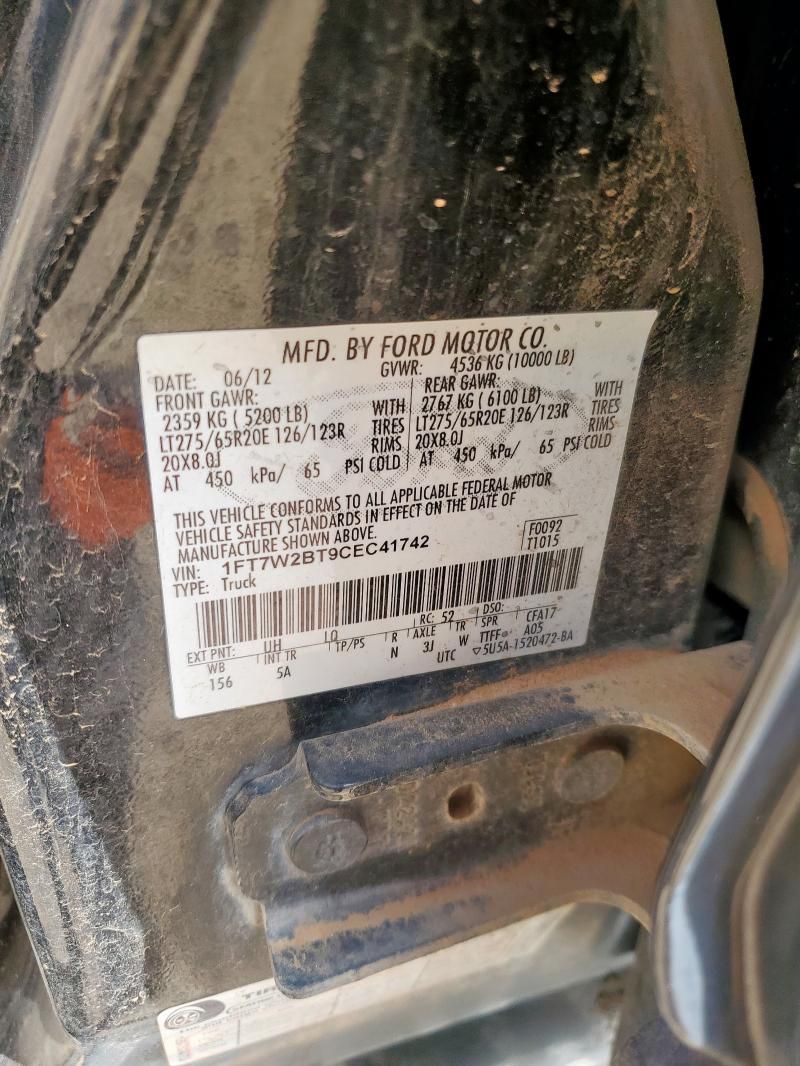 MFD. BY FORD MOTOR CO.
DATE: 06/12 GVWR: 4536 KG (10000 LB)
FRONT GAWR: REAR GAWR:
2359 KG ( 5200 LB) WITH 2767 KG ( 6100 LB) WITH
LT275/65R20E 126/123R TIRES LT275/65R20E 126/123R TIRES
20X8.0J RIMS 20X8.0J RIMS
AT 450 kPa/ 65 PSI COLD AT 450 kPa/ 65 PSI COLD
THIS VEHICLE CONFORMS TO ALL APPLICABLE FEDERAL MOTOR
VEHICLE SAFETY STANDARDS IN EFFECT ON THE DATE OF
MANUFACTURE SHOWN ABOVE.
VIN: 1FT7W2BT9CEC41742
TYPE: Truck
F0092
T1015
EXT PNT: UH RC: 52 DSO:
WB INT TR TP/PS R AXLE TR SPR CFA17
156 5A N 3J W TTFF A05
UTC ▽5U5A-1520472-BA